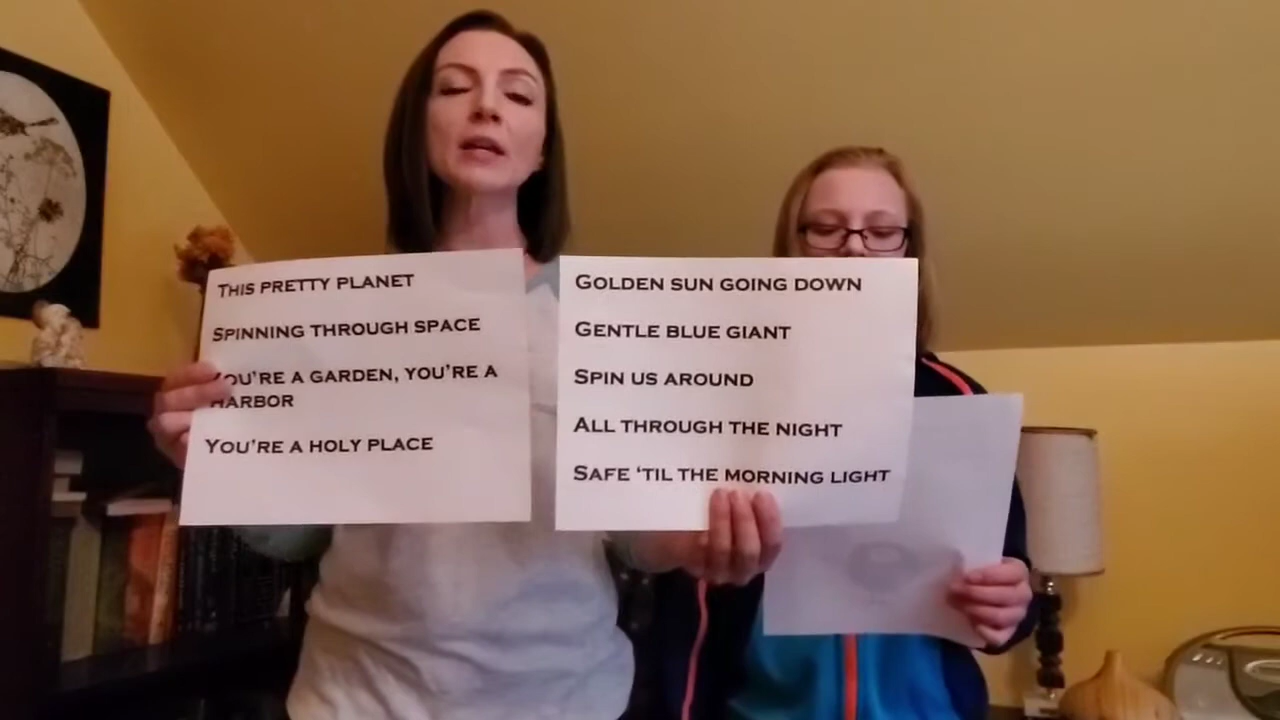 THIS PRETTY PLANET
SPINNING THROUGH SPACE
YOU'RE A GARDEN, YOU'RE A
HARBOR
YOU'RE A HOLY PLACE
GOLDEN SUN GOING DOWN
GENTLE BLUE GIANT
SPIN US AROUND
ALL THROUGH THE NIGHT
SAFE 'TIL THE MORNING LIGHT